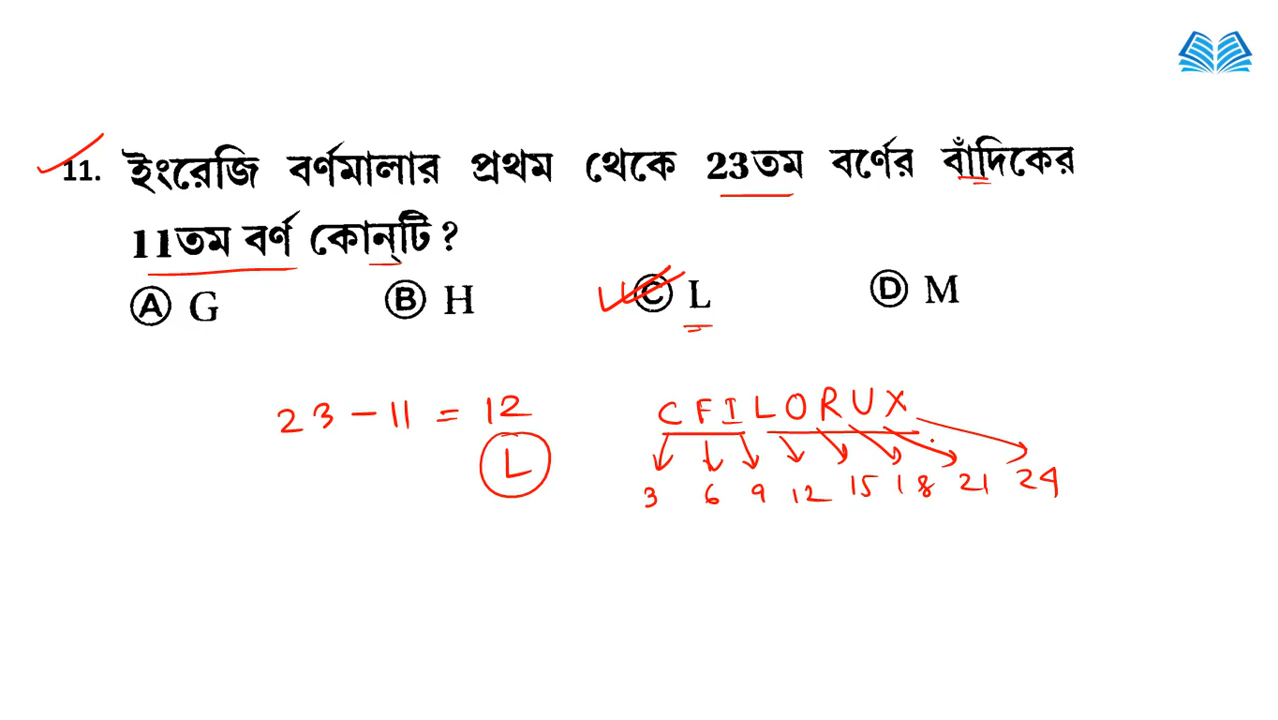 11. ইংরেজি বর্ণমালার প্রথম থেকে 23তম বর্ণের বাঁদিকের
11তম বর্ণ কোন্‌টি ?
Ⓐ G Ⓑ H Ⓒ L Ⓓ M
23 - 11 = 12
L
C F I L O R U X
3 6 9 12 15 18 21 24